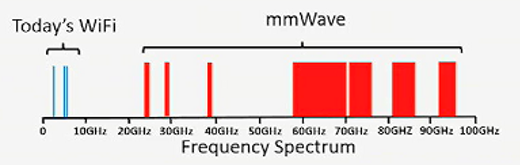 Today's WiFi
mmWave
0 10GHz 20GHz 30GHz 40GHz 50GHz 60GHz 70GHz 80GHZ 90GHz 100GHz
Frequency Spectrum